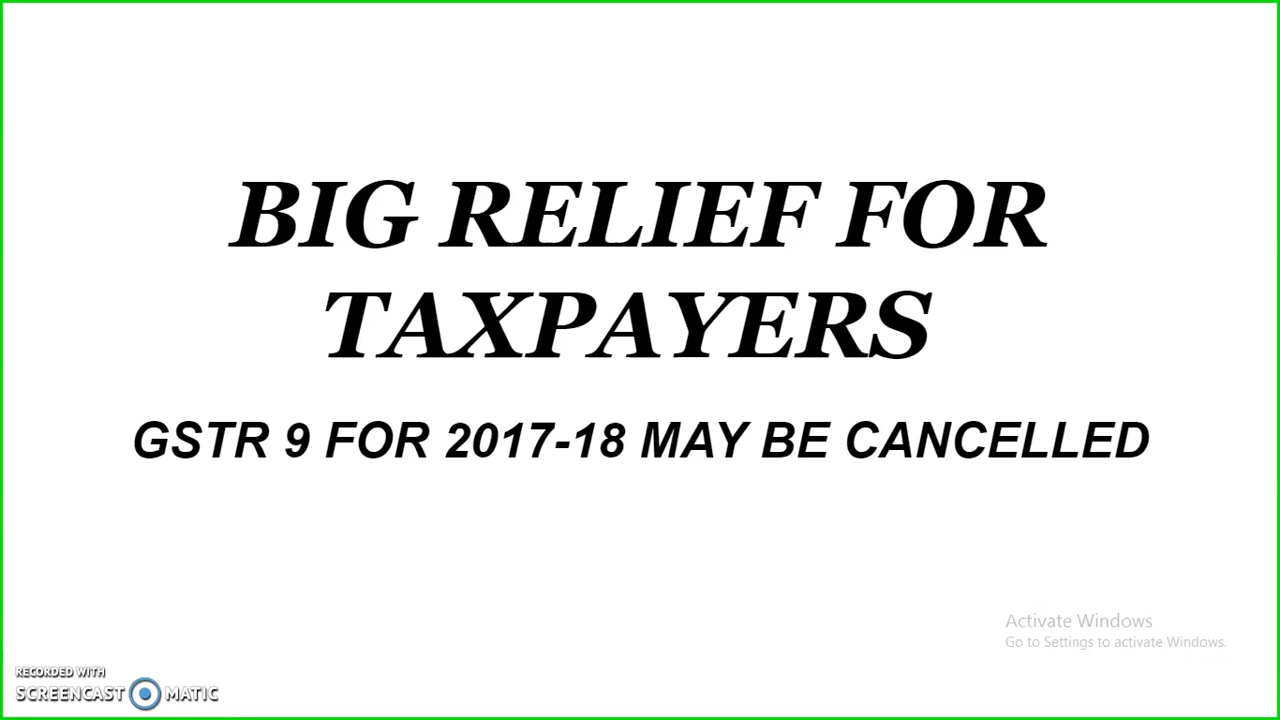 BIG RELIEF FOR
TAXPAYERS
GSTR 9 FOR 2017-18 MAY BE CANCELLED
Activate Windows
Go to Settings to activate Windows.
RECORDED WITH
SCREENCAST MATIC